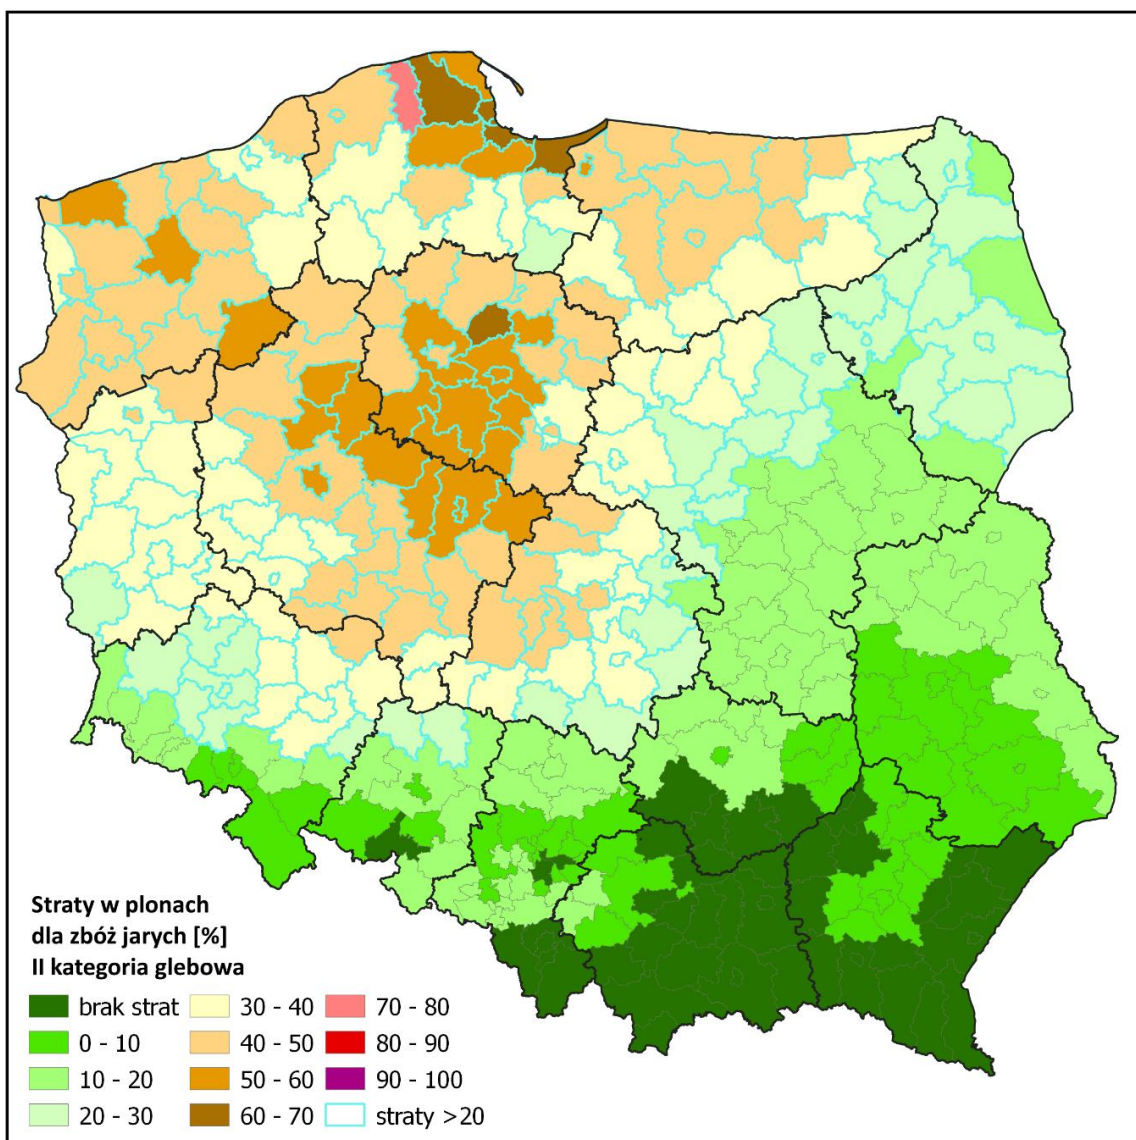 Straty w plonach
dla zbóż jarych [%]
II kategoria glebowa
brak strat
0 - 10
10 - 20
20 - 30
30 - 40
40 - 50
50 - 60
60 - 70
70 - 80
80 - 90
90 - 100
straty >20